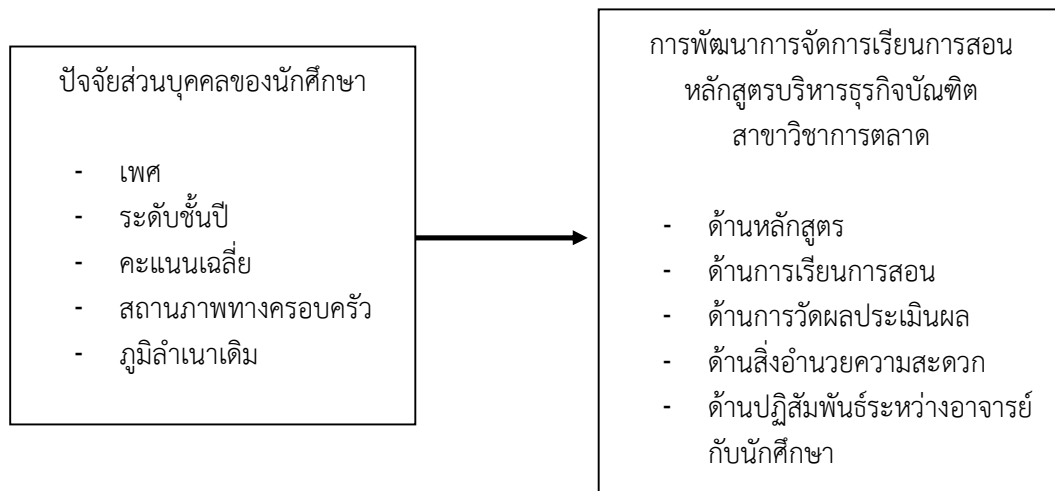 ปัจจัยส่วนบุคคลของนักศึกษา
- เพศ
- ระดับชั้นปี
- คะแนนเฉลี่ย
- สถานภาพทางครอบครัว
- ภูมิลำเนาเดิม
การพัฒนาการจัดการเรียนการสอน
หลักสูตรบริหารธุรกิจบัณฑิต
สาขาวิชาการตลาด
- ด้านหลักสูตร
- ด้านการเรียนการสอน
- ด้านการวัดผลประเมินผล
- ด้านสิ่งอำนวยความสะดวก
- ด้านปฏิสัมพันธ์ระหว่างอาจารย์
กับนักศึกษา